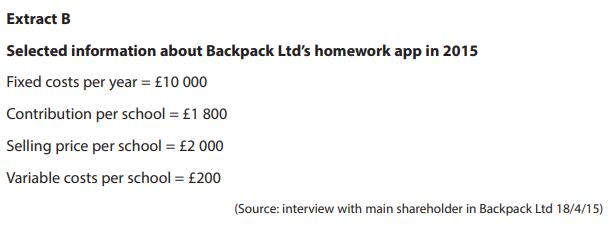 Extract B
Selected information about Backpack Ltd’s homework app in 2015
Fixed costs per year = £10 000
Contribution per school = £1 800
Selling price per school = £2 000
Variable costs per school = £200
(Source: interview with main shareholder in Backpack Ltd 18/4/15)